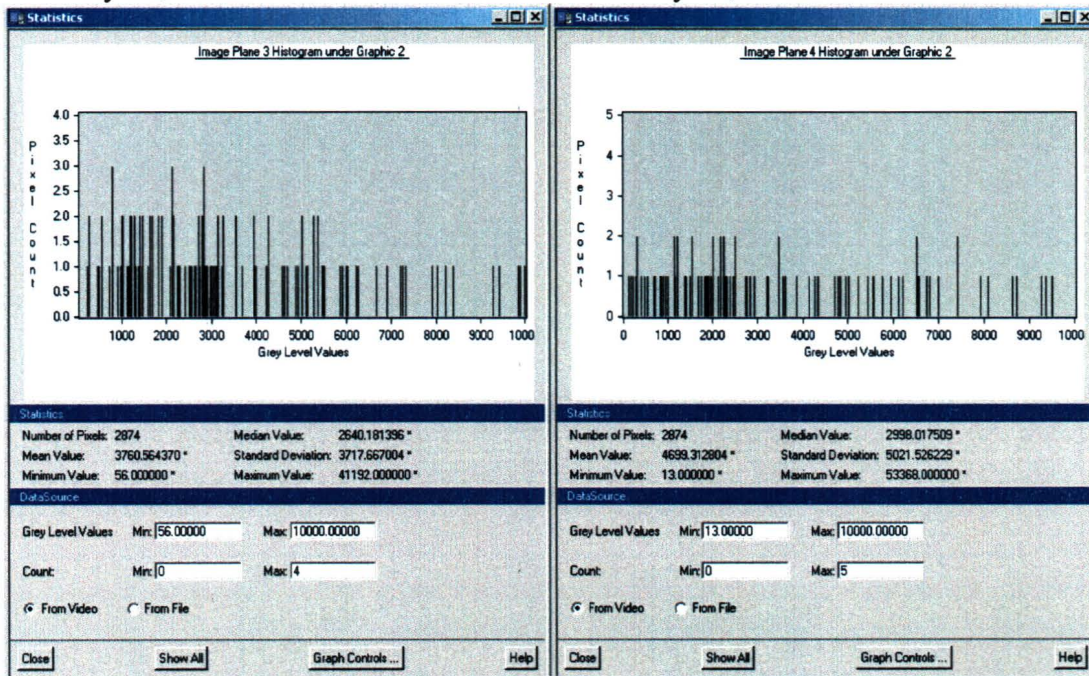 Statistics
Image Plane 3 Histogram under Graphic 2
4.0
3.5
3.0
2.5
2.0
1.5
1.0
0.5
0.0
Pixel Count
1000 2000 3000 4000 5000 6000 7000 8000 9000 10000
Grey Level Values
Statistics
Number of Pixels: 2874 Median Value: 2640.181396 *
Mean Value: 3760.564370 * Standard Deviation: 3717.667004 *
Minimum Value: 56.000000 * Maximum Value: 41192.000000 *
DataSource
Grey Level Values Min: 56.00000 Max: 10000.00000
Count: Min: 0 Max: 4
From Video From File
Close Show All Graph Controls ... Help
Statistics
Image Plane 4 Histogram under Graphic 2
5
4
2
1
0
Pixel Count
0 1000 2000 3000 4000 5000 6000 7000 8000 9000 10000
Grey Level Values
Statistics
Number of Pixels: 2874 Median Value: 2998.017509 *
Mean Value: 4699.312804 * Standard Deviation: 5021.526229 *
Minimum Value: 13.000000 * Maximum Value: 53368.000000 *
DataSource
Grey Level Values Min: 13.00000 Max: 10000.00000
Count: Min: 0 Max: 5
From Video From File
Close Show All Graph Controls ... Help